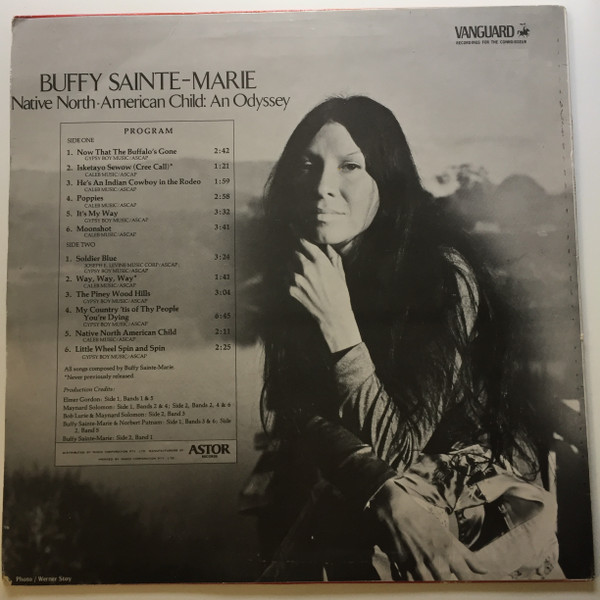 VANGUARD
RECORDINGS FOR THE CONNOISSEUR
BUFFY SAINTE-MARIE
Native North-American Child: An Odyssey
PROGRAM
SIDE ONE
1. Now That The Buffalo's Gone 2:42
GYPSY BOY MUSIC/ASCAP
2. Isketayo Sewow (Cree Call)* 1:21
CALEB MUSIC/ASCAP
3. He's An Indian Cowboy in the Rodeo 1:59
CALEB MUSIC/ASCAP
4. Poppies 2:58
CALEB MUSIC/ASCAP
5. It's My Way 3:32
GYPSY BOY MUSIC/ASCAP
6. Moonshot 3:41
CALEB MUSIC/ASCAP
SIDE TWO
1. Soldier Blue 3:26
JOSEPH E. LEVINE MUSIC CORP./ASCAP;
GYPSY BOY MUSIC/ASCAP
2. Way, Way, Way* 1:41
CALEB MUSIC/ASCAP
3. The Piney Wood Hills 3:04
GYPSY BOY MUSIC/ASCAP
4. My Country 'tis of Thy People
You're Dying 6:45
GYPSY BOY MUSIC/ASCAP
5. Native North American Child 2:11
CALEB MUSIC/ASCAP
6. Little Wheel Spin and Spin 2:25
GYPSY BOY MUSIC/ASCAP
All songs composed by Buffy Sainte-Marie.
*Never previously released
Production Credits:
Elmer Gordon: Side 1, Bands 1 & 5
Maynard Solomon: Side 1, Bands 2 & 4; Side 2, Bands 2, 4 & 6
Bob Lurie & Maynard Solomon: Side 2, Band 3
Buffy Sainte-Marie & Norbert Putnam: Side 1, Bands 3 & 6; Side
2, Band 5
Buffy Sainte-Marie: Side 2, Band 1
ASTOR
RECORDS
Photo / Werner Stoy